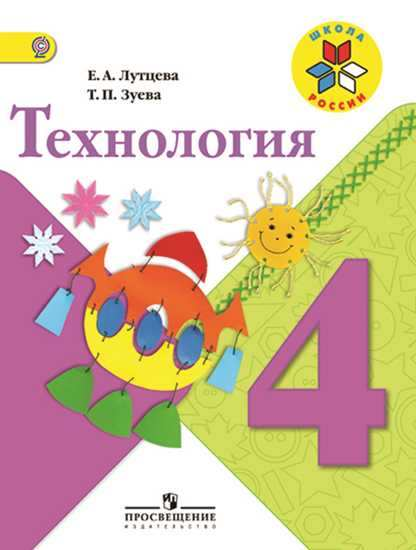 Е. А. Лутцева
Т. П. Зуева
ШКОЛА
РОССИИ
Технология
4
ПРОСВЕЩЕНИЕ
ИЗДАТЕЛЬСТВО